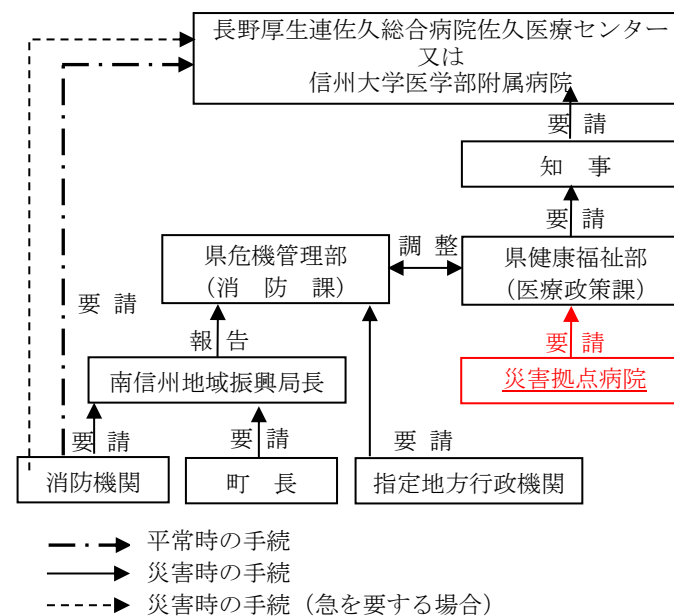 長野厚生連佐久総合病院佐久医療センター
又は
信州大学医学部附属病院
要 請
知 事
要 請
県危機管理部
（消 防 課）
調 整
県健康福祉部
（医療政策課）
要 請
報 告
要 請
南信州地域振興局長
災害拠点病院
要 請
要 請
要 請
消防機関
町 長
指定地方行政機関
平常時の手続
災害時の手続
災害時の手続（急を要する場合）